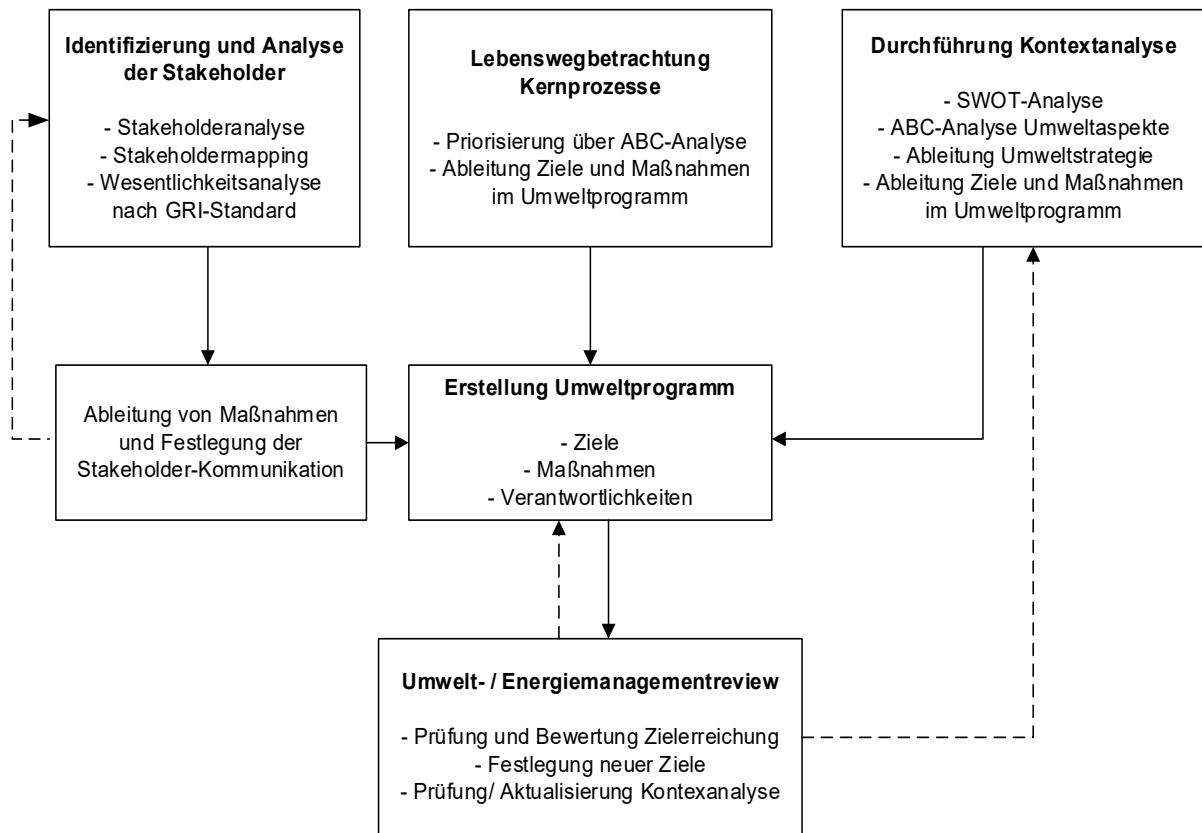 Identifizierung und Analyse
der Stakeholder
- Stakeholderanalyse
- Stakeholdermapping
- Wesentlichkeitsanalyse
nach GRI-Standard
Lebenswegbetrachtung
Kernprozesse
- Priorisierung über ABC-Analyse
- Ableitung Ziele und Maßnahmen
im Umweltprogramm
Durchführung Kontextanalyse
- SWOT-Analyse
- ABC-Analyse Umweltaspekte
- Ableitung Umweltstrategie
- Ableitung Ziele und Maßnahmen
im Umweltprogramm
Ableitung von Maßnahmen
und Festlegung der
Stakeholder-Kommunikation
Erstellung Umweltprogramm
- Ziele
- Maßnahmen
- Verantwortlichkeiten
Umwelt- / Energiemanagementreview
- Prüfung und Bewertung Zielerreichung
- Festlegung neuer Ziele
- Prüfung/ Aktualisierung Kontexanalyse